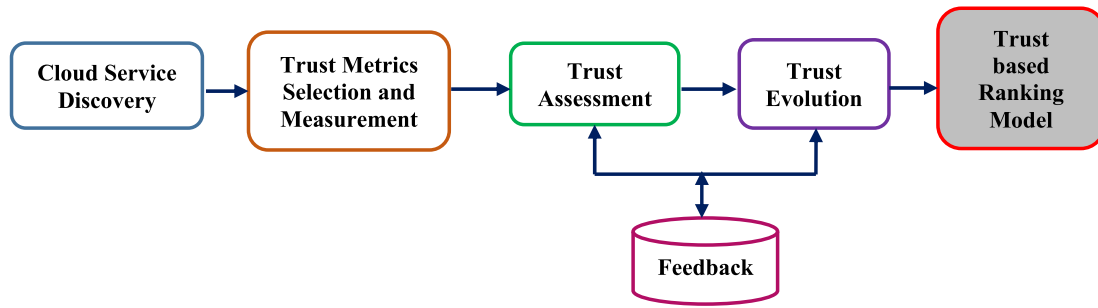 Cloud Service
Discovery
Trust Metrics
Selection and
Measurement
Trust
Assessment
Trust
Evolution
Trust
based
Ranking
Model
Feedback